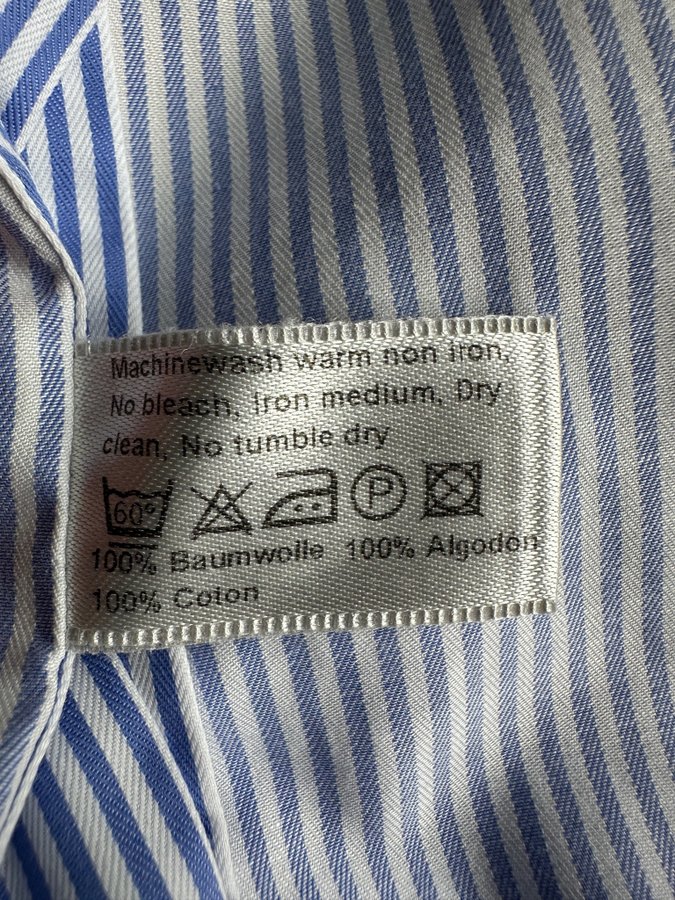 Machinewash warm non iron,
No bleach, Iron medium, Dry
clean, No tumble dry
60° P
100% Baumwolle 100% Algodón
100% Coton